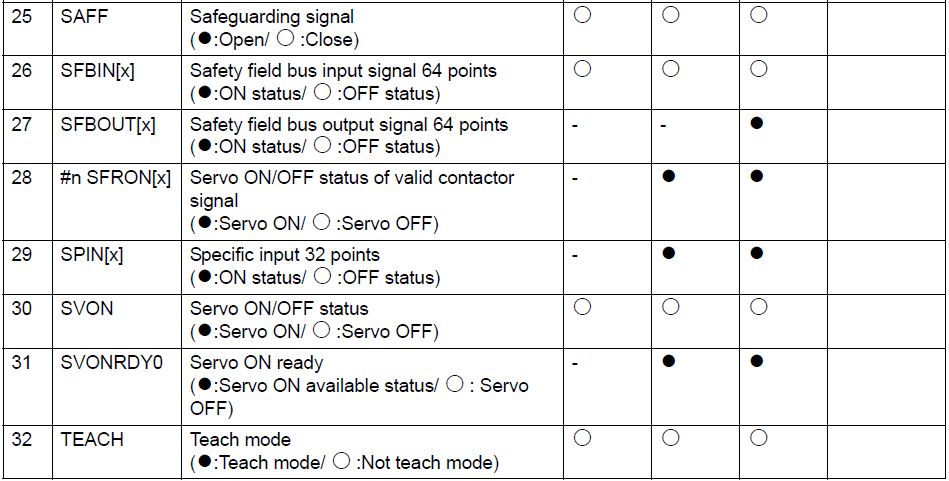 25 SAFF Safeguarding signal ○ ○ ○
(●:Open/ ○ :Close)
26 SFBIN[x] Safety field bus input signal 64 points ○ ○ ○
(●:ON status/ ○ :OFF status)
27 SFBOUT[x] Safety field bus output signal 64 points - - ●
(●:ON status/ ○ :OFF status)
28 #n SFRON[x] Servo ON/OFF status of valid contactor - ● ●
signal
(●:Servo ON/ ○ :Servo OFF)
29 SPIN[x] Specific input 32 points - ● ●
(●:ON status/ ○ :OFF status)
30 SVON Servo ON/OFF status ○ ○ ○
(●:Servo ON/ ○ :Servo OFF)
31 SVONRDY0 Servo ON ready - ● ●
(●:Servo ON available status/ ○ : Servo
OFF)
32 TEACH Teach mode ○ ○ ○
(●:Teach mode/ ○ :Not teach mode)